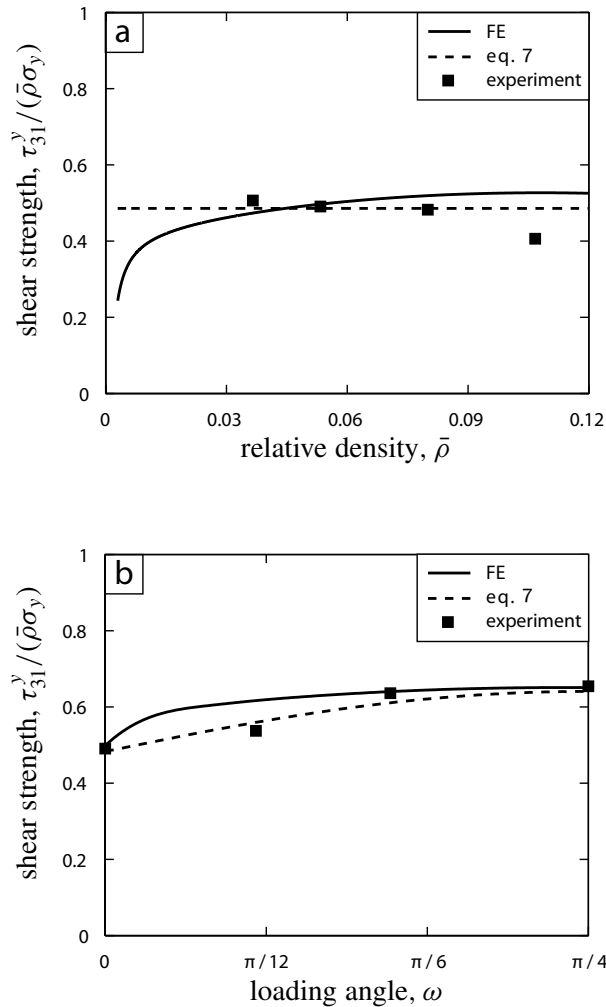 a
FE
eq. 7
experiment
1
0.8
0.6
0.4
0.2
0
shear strength, τ₃₁ʸ/(ρ̄σ_y)
0
0.03
0.06
0.09
0.12
relative density, ρ̄
b
FE
eq. 7
experiment
1
0.8
0.6
0.4
0.2
0
shear strength, τ₃₁ʸ/(ρ̄σ_y)
0
π / 12
π / 6
π / 4
loading angle, ω